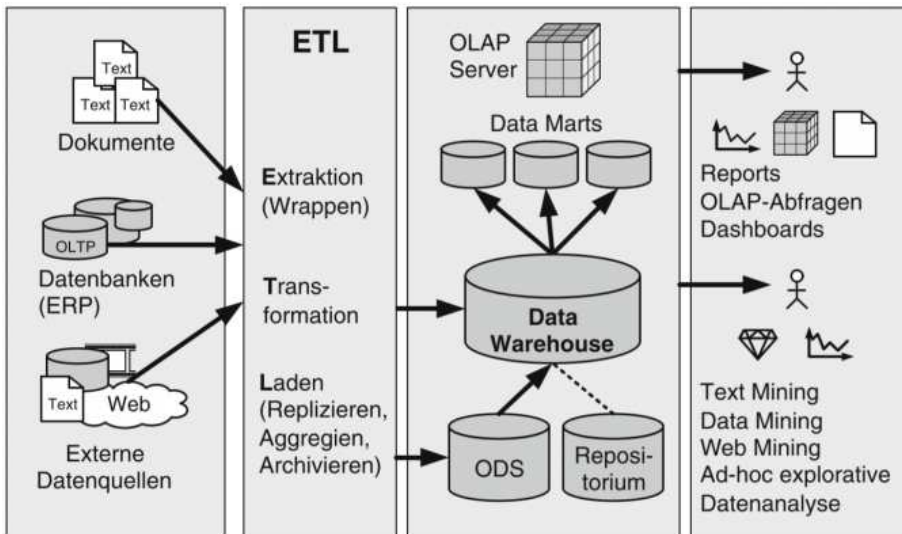 Text
Text
Text
Dokumente
OLTP
Datenbanken
(ERP)
Text
Web
Externe
Datenquellen
ETL
Extraktion
(Wrappen)
Trans-
formation
Laden
(Replizieren,
Aggregien,
Archivieren)
OLAP
Server
Data Marts
Data
Warehouse
ODS
Reposi-
torium
Reports
OLAP-Abfragen
Dashboards
Text Mining
Data Mining
Web Mining
Ad-hoc explorative
Datenanalyse